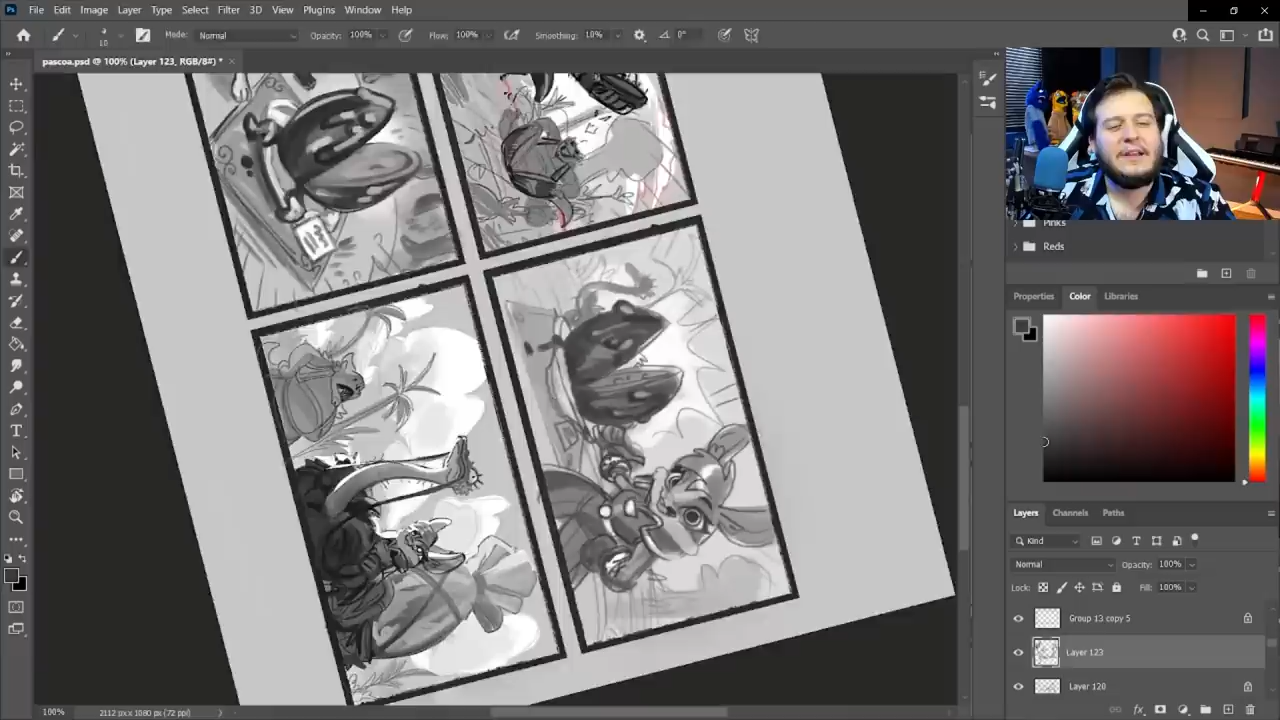 Ps File Edit Image Layer Type Select Filter 3D View Plugins Window Help
10 Mode: Normal Opacity: 100% Flow: 100% Smoothing: 10% 0°
pascoa.psd @ 100% (Layer 123, RGB/8#) *
Pinks
Reds
Properties Color Libraries
Layers Channels Paths
Kind
Normal Opacity: 100%
Lock: Fill: 100%
Group 13 copy 5
Layer 123
Layer 120
100% 2112 px x 1080 px (72 ppi)